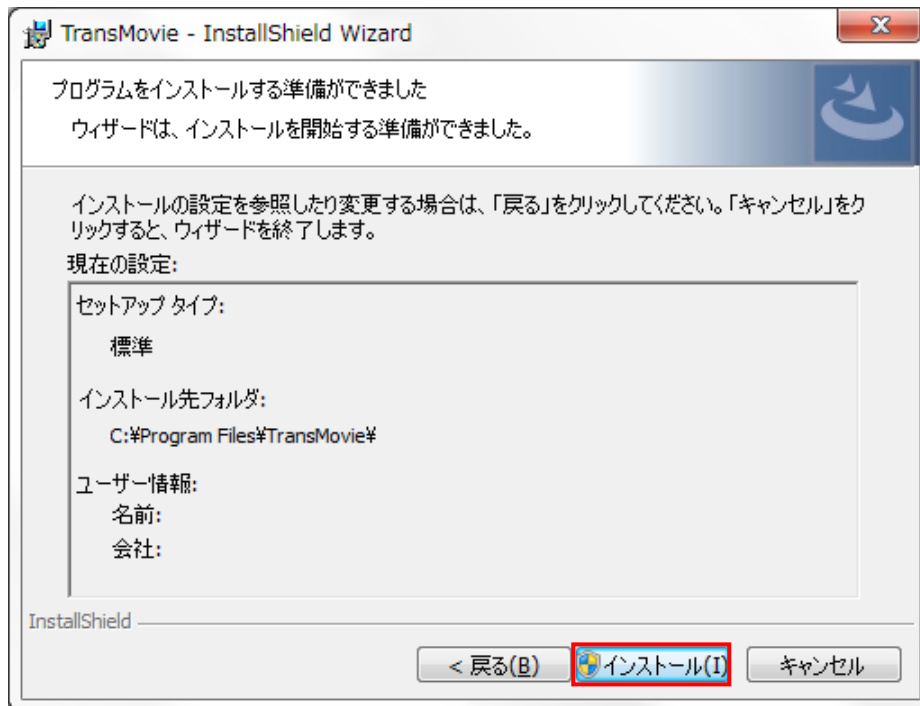 TransMovie - InstallShield Wizard
プログラムをインストールする準備ができました
ウィザードは、インストールを開始する準備ができました。
インストールの設定を参照したり変更する場合は、「戻る」をクリックしてください。「キャンセル」をク
リックすると、ウィザードを終了します。
現在の設定:
セットアップ タイプ:
標準
インストール先フォルダ:
C:¥Program Files¥TransMovie¥
ユーザー情報:
名前:
会社:
InstallShield
< 戻る(B)
インストール(I)
キャンセル